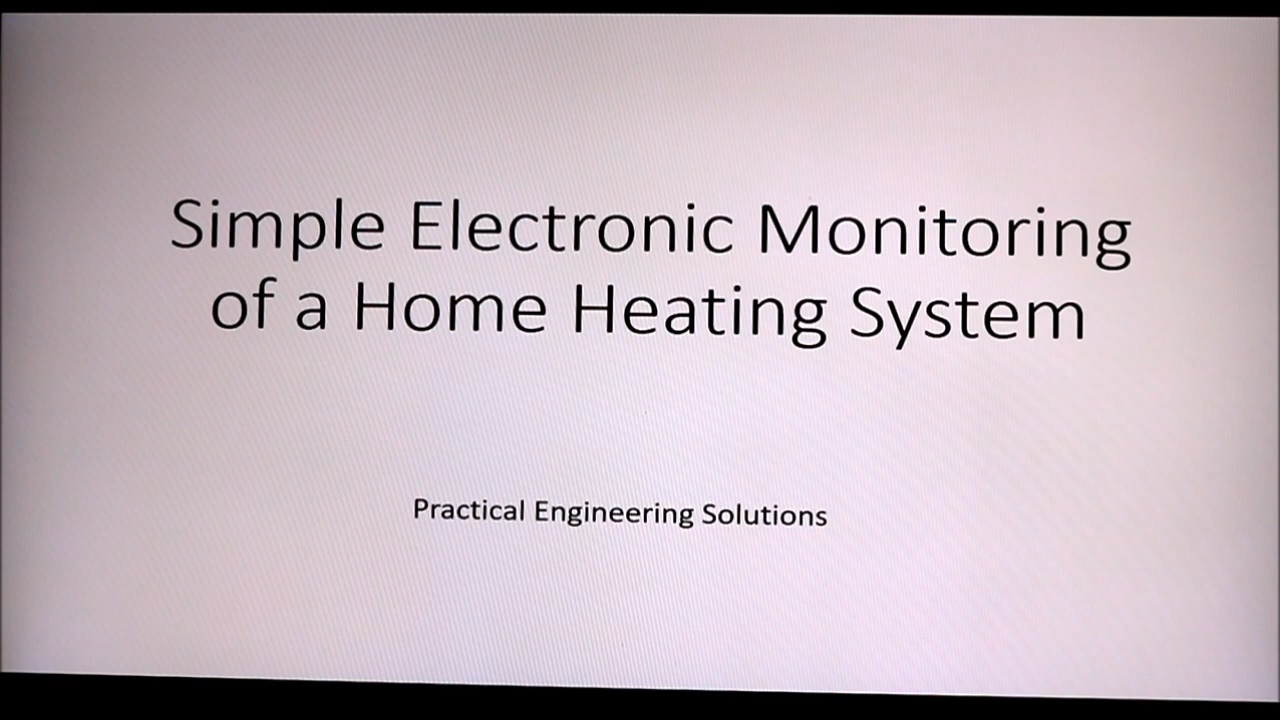 Simple Electronic Monitoring
of a Home Heating System
Practical Engineering Solutions